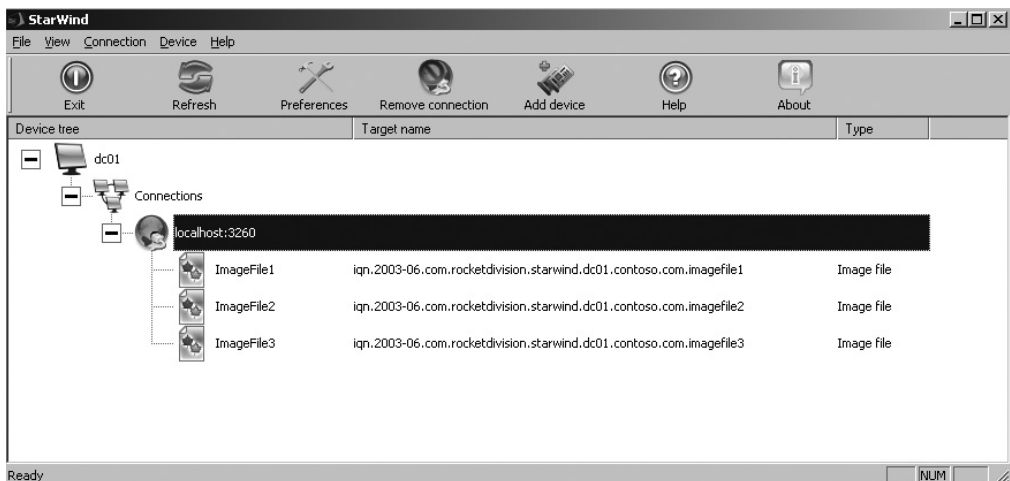 StarWind
File View Connection Device Help
Exit Refresh Preferences Remove connection Add device Help About
Device tree Target name Type
dc01
Connections
localhost:3260
ImageFile1 iqn.2003-06.com.rocketdivision.starwind.dc01.contoso.com.imagefile1 Image file
ImageFile2 iqn.2003-06.com.rocketdivision.starwind.dc01.contoso.com.imagefile2 Image file
ImageFile3 iqn.2003-06.com.rocketdivision.starwind.dc01.contoso.com.imagefile3 Image file
Ready NUM